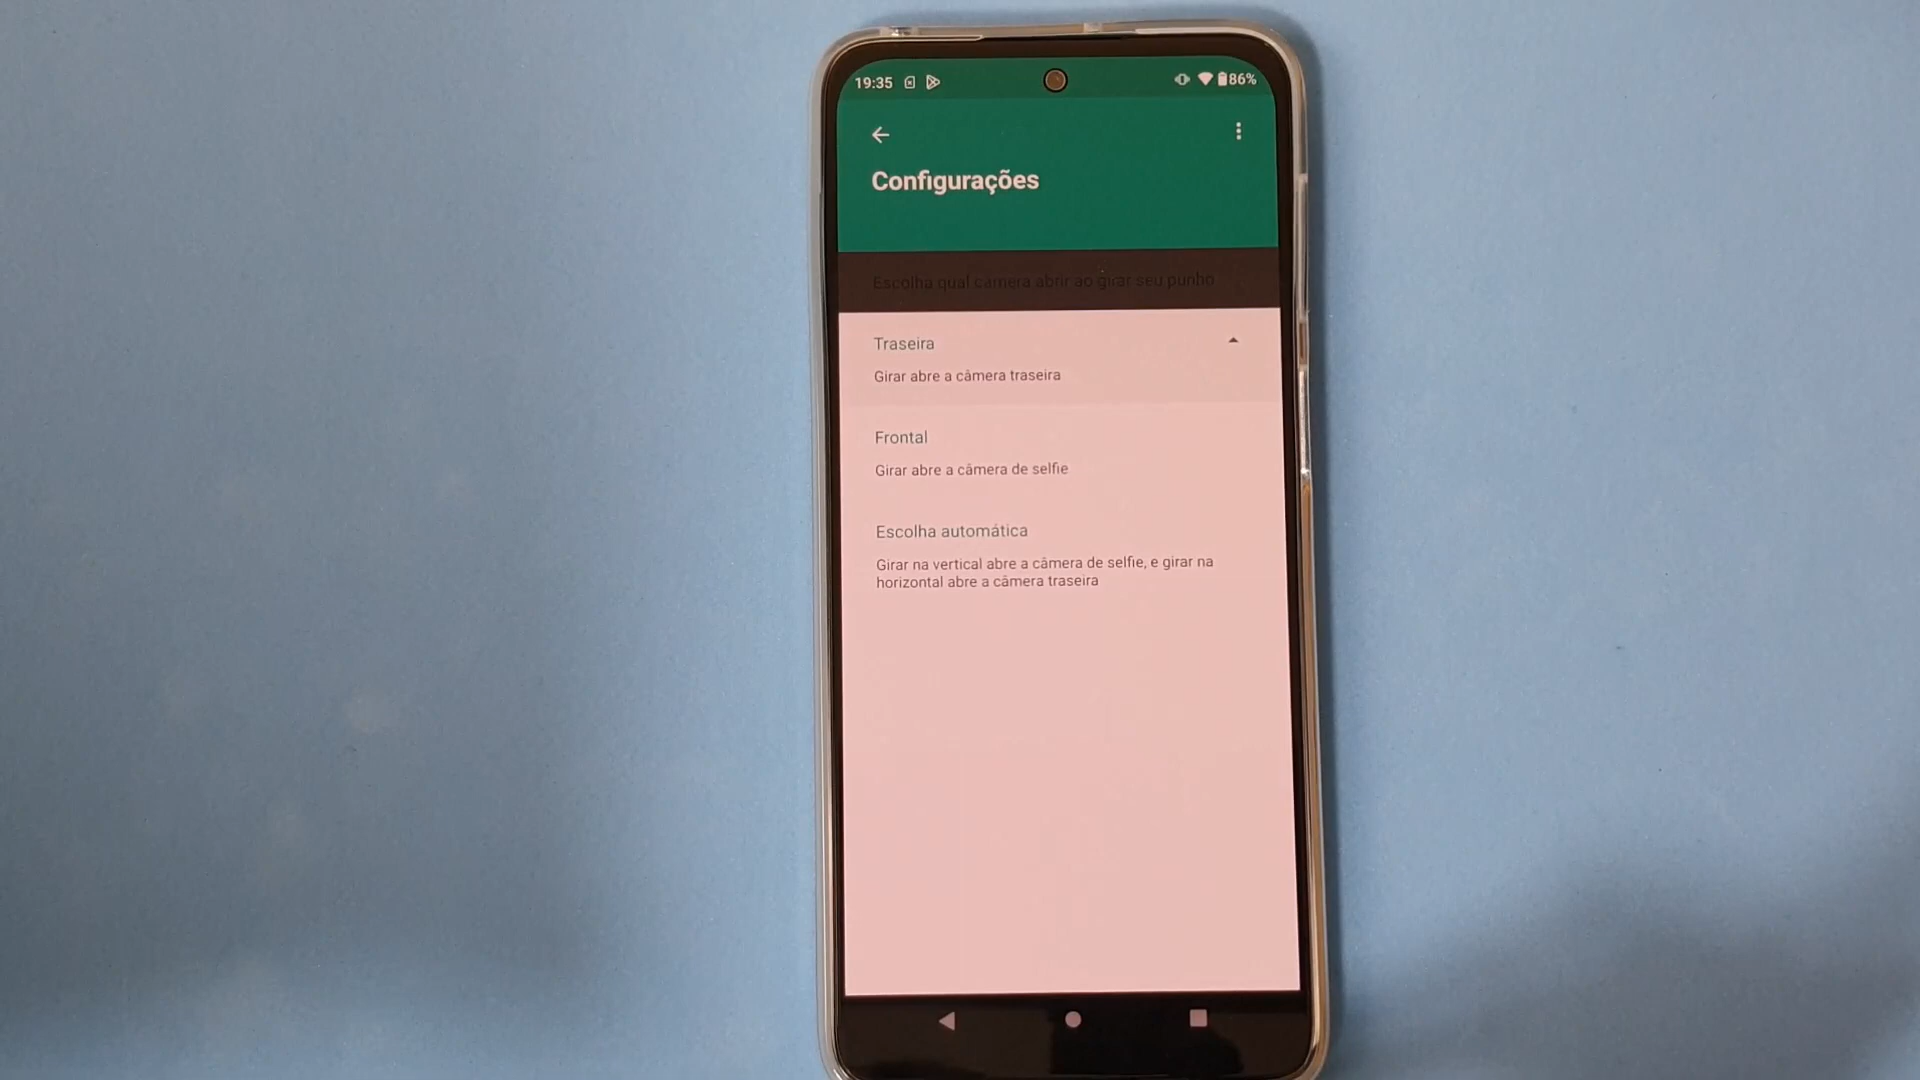 19:35
86%
Configurações
Escolha qual câmera abrir ao girar seu punho
Traseira
Girar abre a câmera traseira
Frontal
Girar abre a câmera de selfie
Escolha automática
Girar na vertical abre a câmera de selfie, e girar na
horizontal abre a câmera traseira